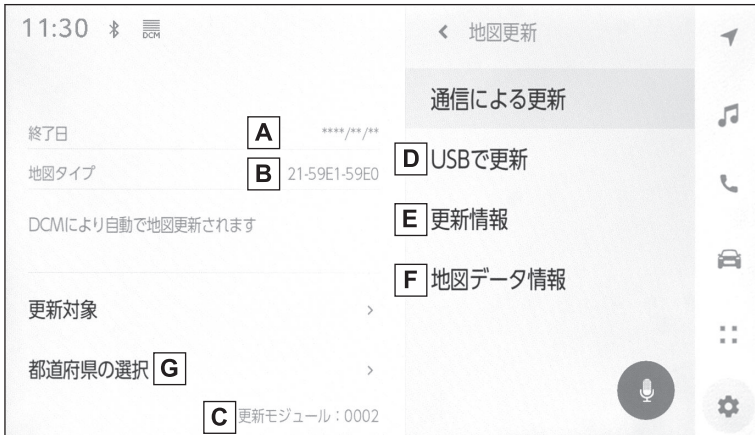 11:30 DCM
終了日 A ****/**/**
地図タイプ B 21-59E1-59E0
DCMにより自動で地図更新されます
更新対象 >
都道府県の選択 G >
C 更新モジュール：0002
< 地図更新
通信による更新
D USBで更新
E 更新情報
F 地図データ情報